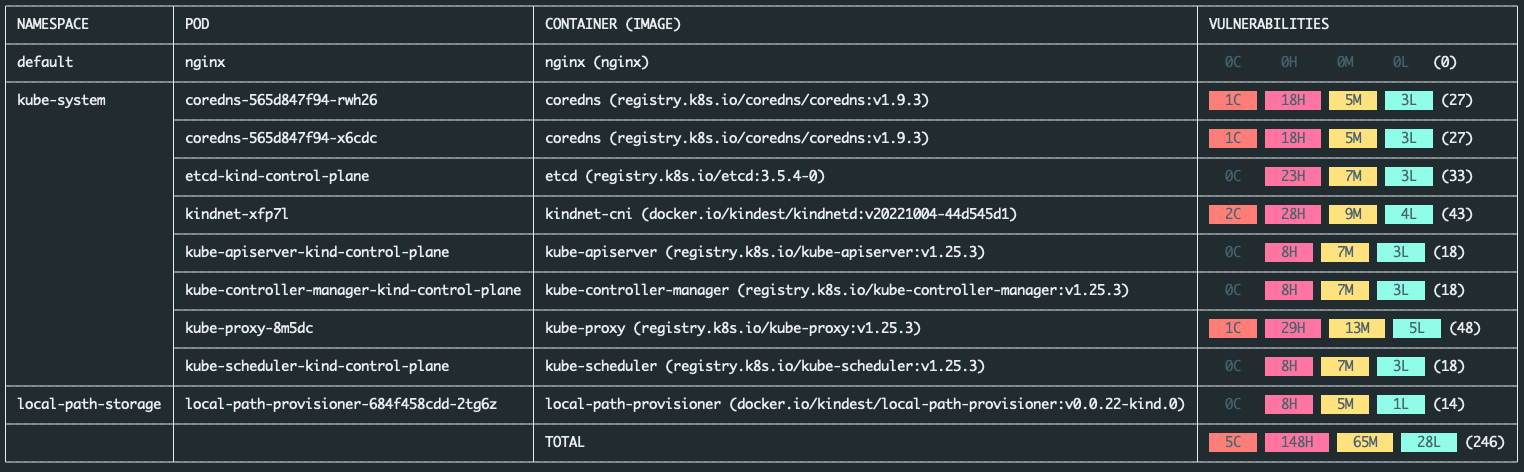 NAMESPACE POD CONTAINER (IMAGE) VULNERABILITIES
default nginx nginx (nginx) 0C 0H 0M 0L (0)
kube-system coredns-565d847f94-rwh26 coredns (registry.k8s.io/coredns/coredns:v1.9.3) 1C 18H 5M 3L (27)
coredns-565d847f94-x6cdc coredns (registry.k8s.io/coredns/coredns:v1.9.3) 1C 18H 5M 3L (27)
etcd-kind-control-plane etcd (registry.k8s.io/etcd:3.5.4-0) 0C 23H 7M 3L (33)
kindnet-xfp7l kindnet-cni (docker.io/kindest/kindnetd:v20221004-44d545d1) 2C 28H 9M 4L (43)
kube-apiserver-kind-control-plane kube-apiserver (registry.k8s.io/kube-apiserver:v1.25.3) 0C 8H 7M 3L (18)
kube-controller-manager-kind-control-plane kube-controller-manager (registry.k8s.io/kube-controller-manager:v1.25.3) 0C 8H 7M 3L (18)
kube-proxy-8m5dc kube-proxy (registry.k8s.io/kube-proxy:v1.25.3) 1C 29H 13M 5L (48)
kube-scheduler-kind-control-plane kube-scheduler (registry.k8s.io/kube-scheduler:v1.25.3) 0C 8H 7M 3L (18)
local-path-storage local-path-provisioner-684f458cdd-2tg6z local-path-provisioner (docker.io/kindest/local-path-provisioner:v0.0.22-kind.0) 0C 8H 5M 1L (14)
TOTAL 5C 148H 65M 28L (246)